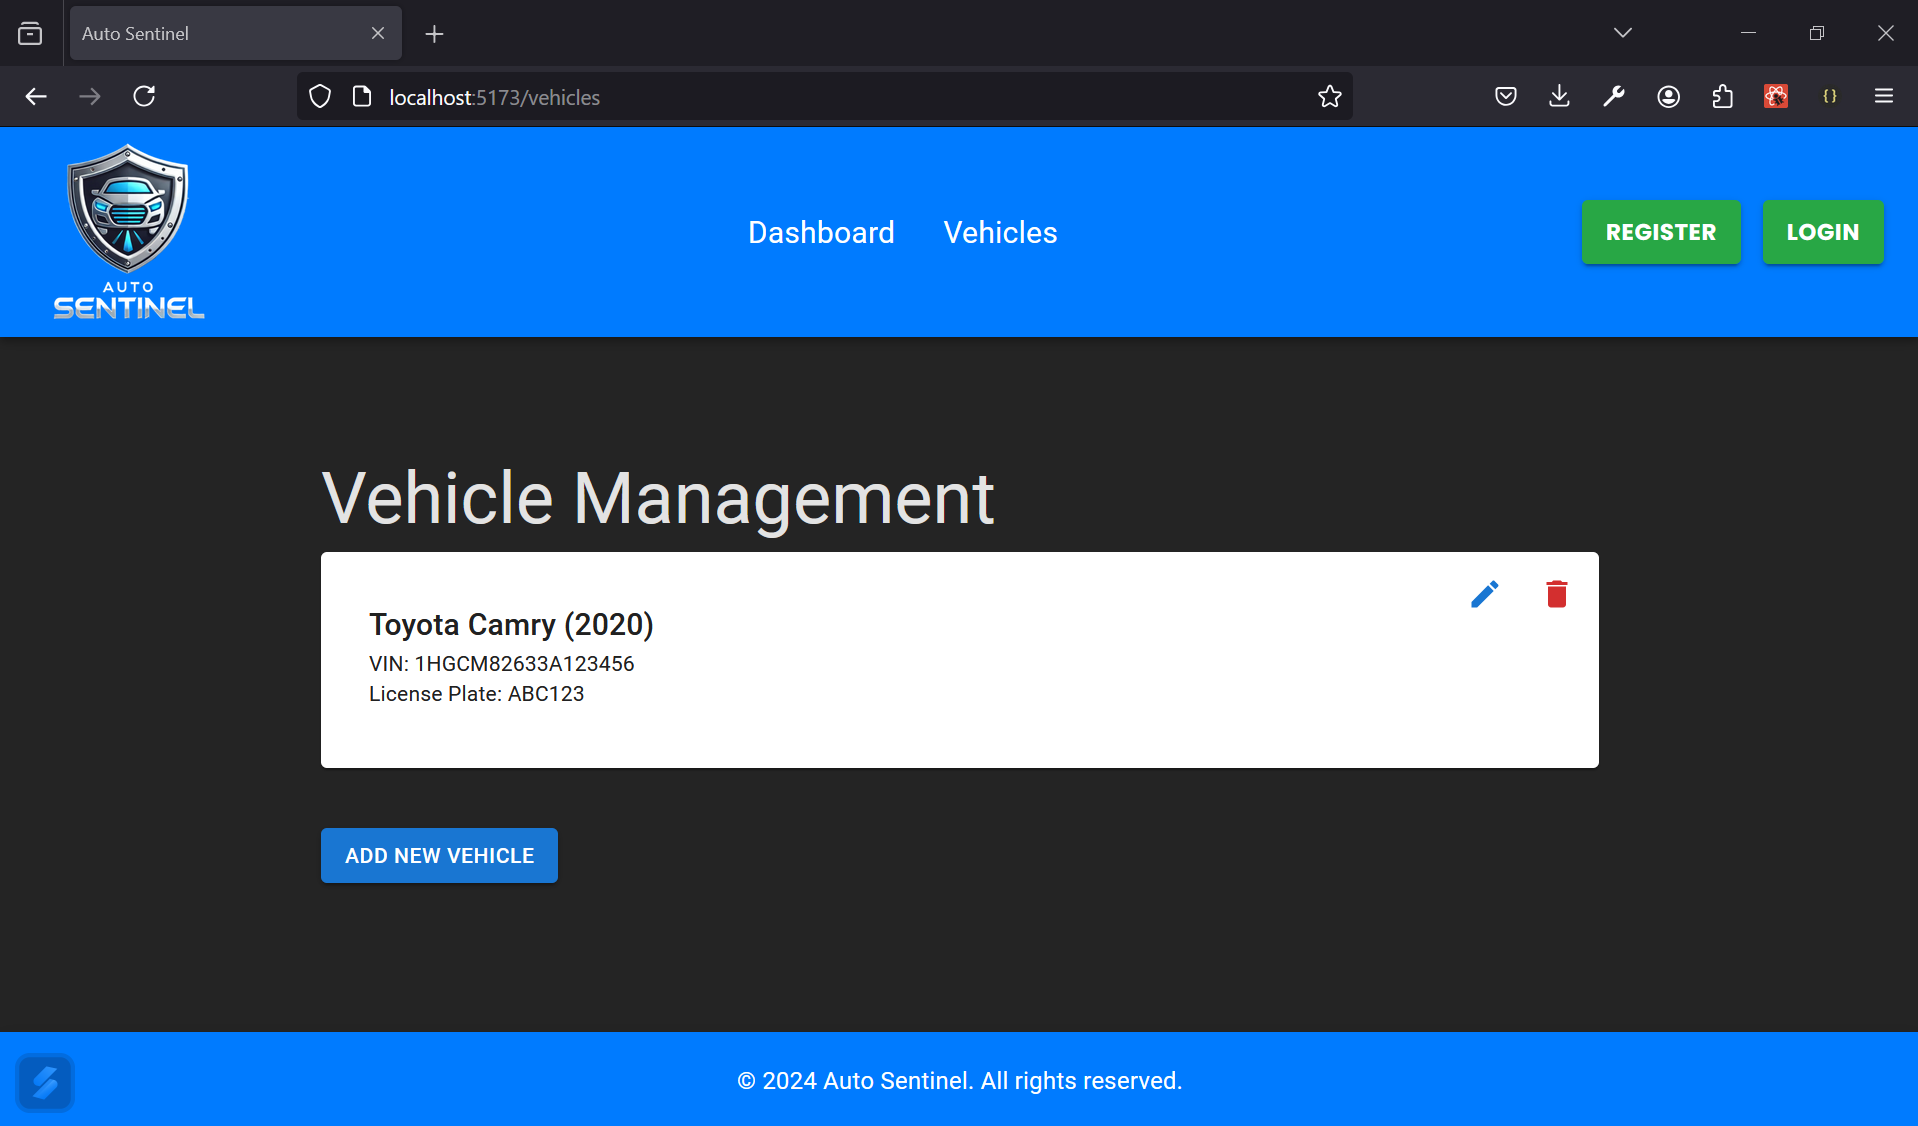 Auto Sentinel
localhost:5173/vehicles
AUTO
SENTINEL
Dashboard
Vehicles
REGISTER
LOGIN
Vehicle Management
Toyota Camry (2020)
VIN: 1HGCM82633A123456
License Plate: ABC123
ADD NEW VEHICLE
© 2024 Auto Sentinel. All rights reserved.